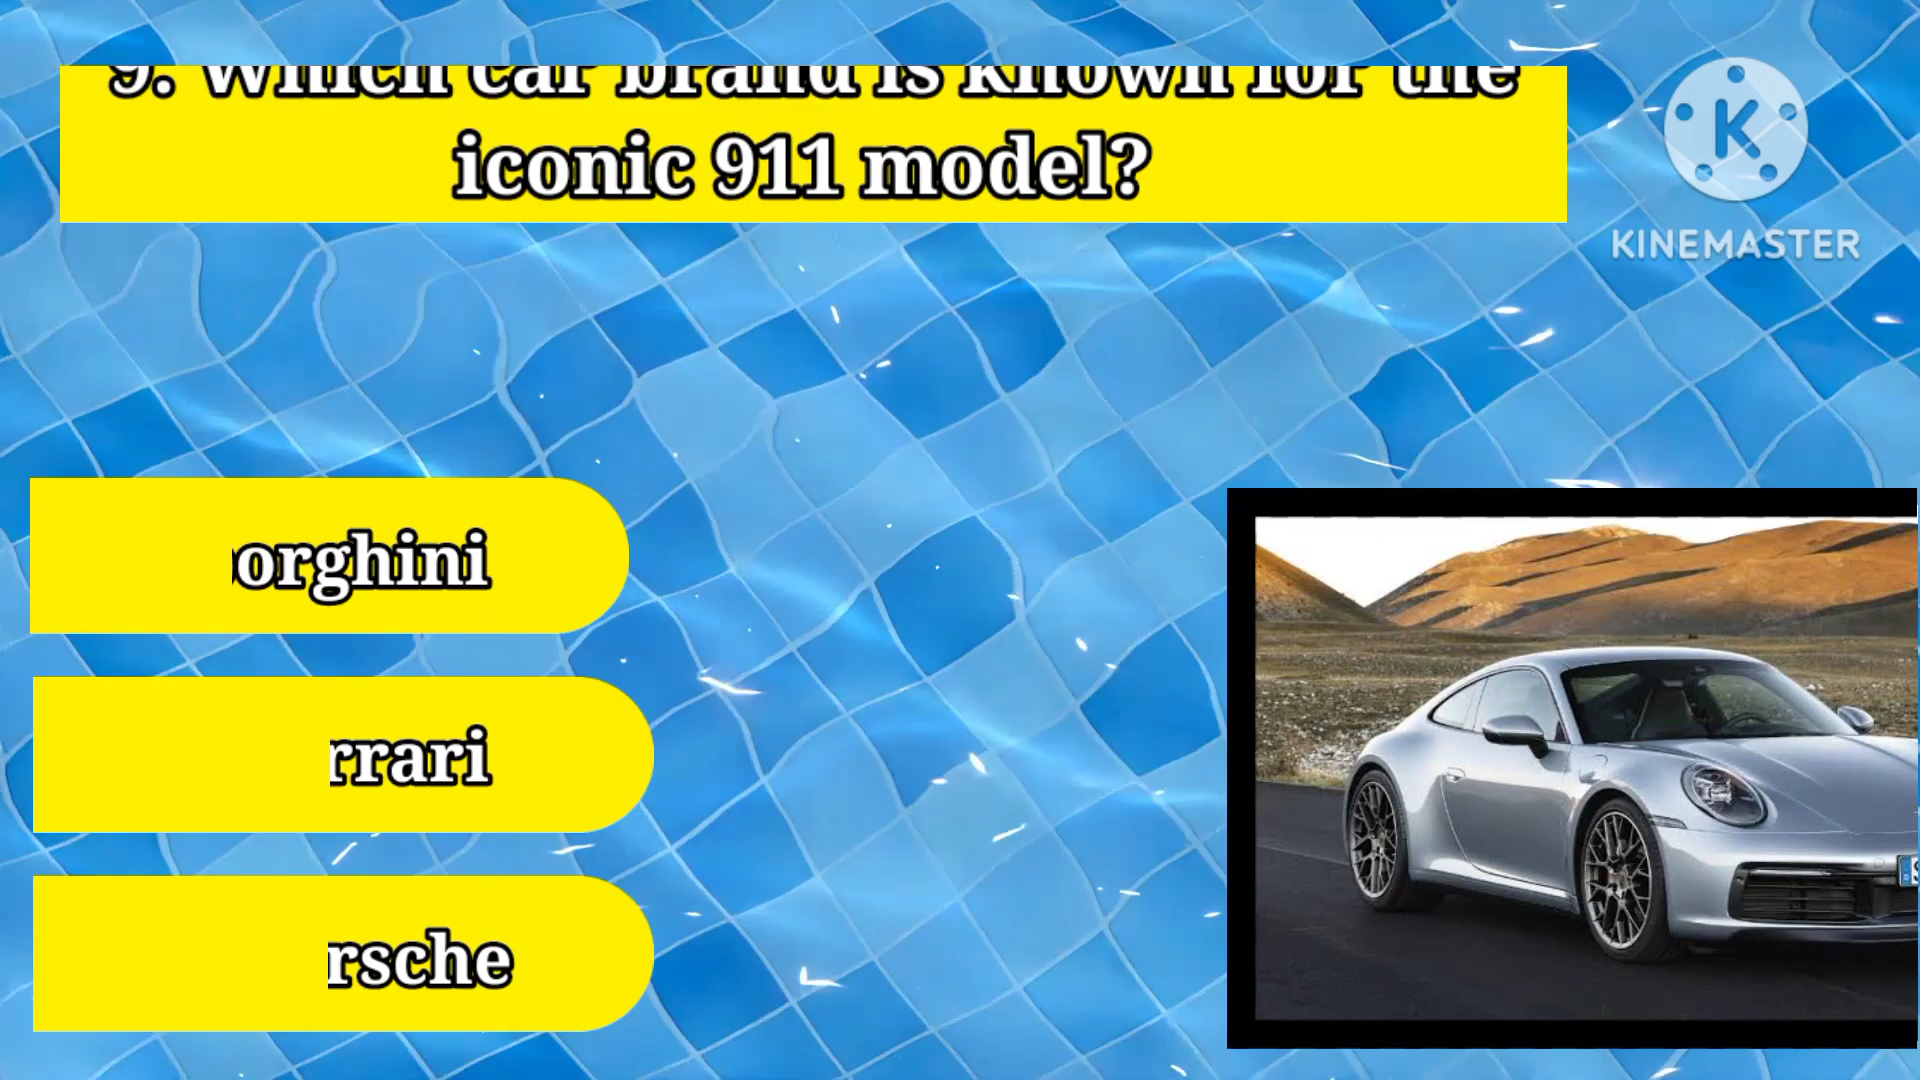 9. Which car brand is known for the
iconic 911 model?
K
KINEMASTER
orghini
rrari
rsche